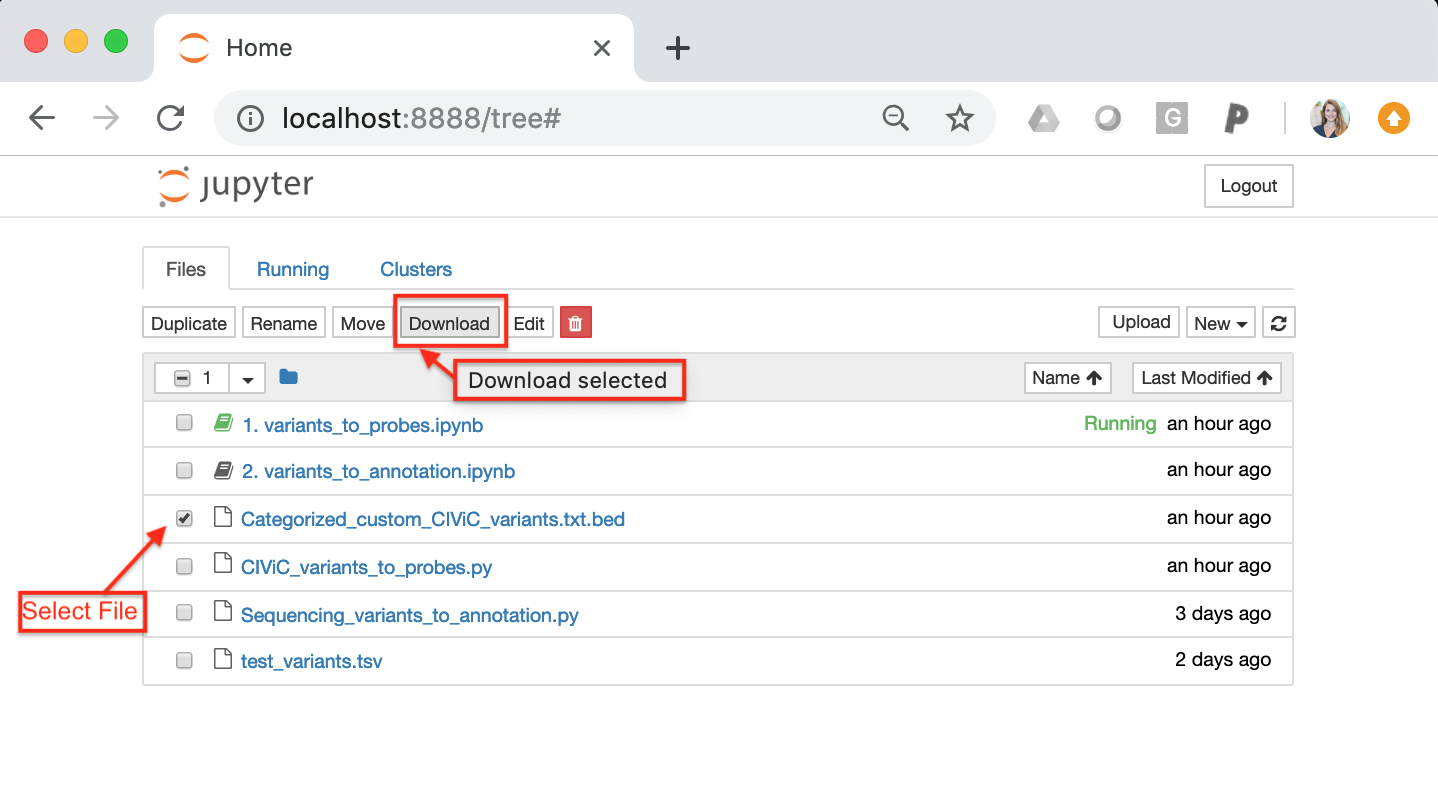 Home
localhost:8888/tree#
G
P
jupyter
Logout
Files Running Clusters
Duplicate Rename Move Download Edit
Upload New
Download selected
1
Name Last Modified
1. variants_to_probes.ipynb Running an hour ago
2. variants_to_annotation.ipynb an hour ago
Categorized_custom_CIViC_variants.txt.bed an hour ago
CIViC_variants_to_probes.py an hour ago
Select File
Sequencing_variants_to_annotation.py 3 days ago
test_variants.tsv 2 days ago